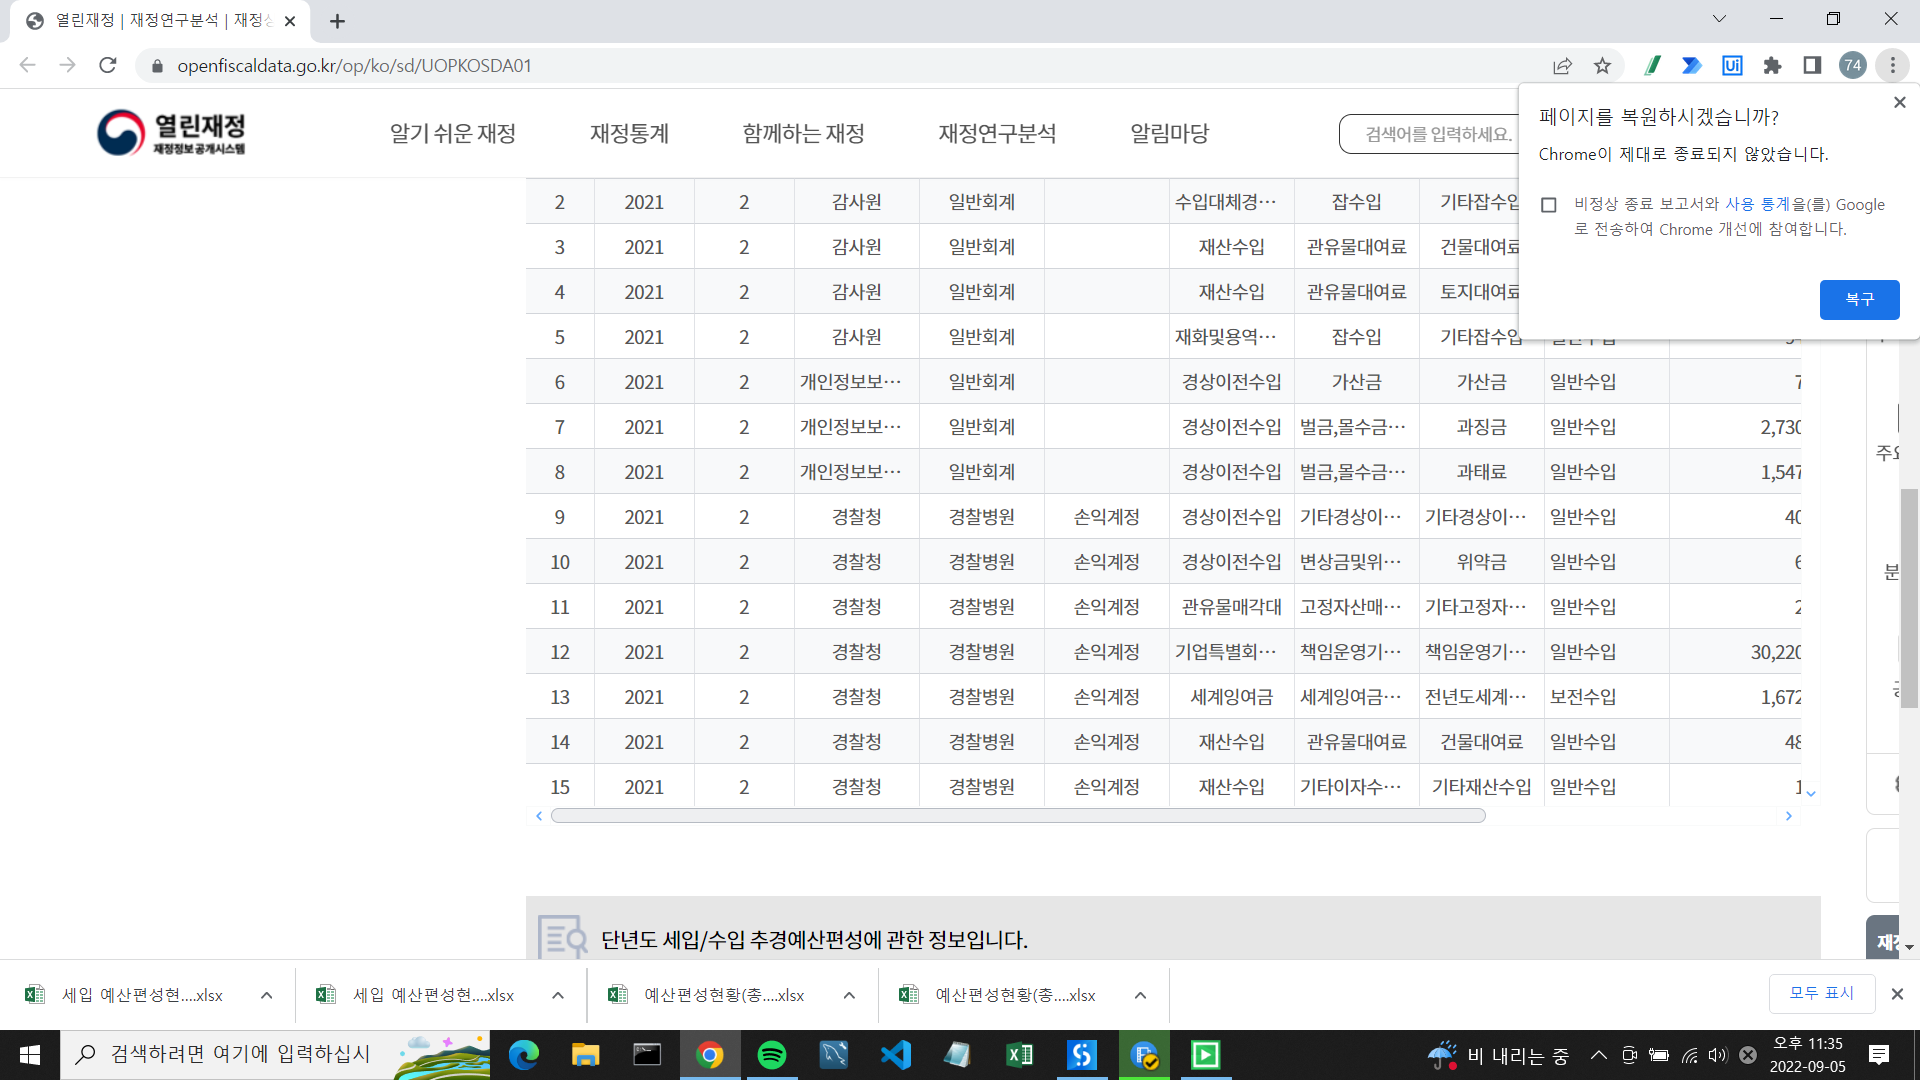 열린재정 | 재정연구분석 | 재정상
openfiscaldata.go.kr/op/ko/sd/UOPKOSDA01
74
열린재정
재정정보공개시스템
알기 쉬운 재정 재정통계 함께하는 재정 재정연구분석 알림마당
검색어를 입력하세요.
페이지를 복원하시겠습니까?
Chrome이 제대로 종료되지 않았습니다.
비정상 종료 보고서와 사용 통계을(를) Google
로 전송하여 Chrome 개선에 참여합니다.
복구
2 2021 2 감사원 일반회계 수입대체경… 잡수입 기타잡수입
3 2021 2 감사원 일반회계 재산수입 관유물대여료 건물대여료
4 2021 2 감사원 일반회계 재산수입 관유물대여료 토지대여료
5 2021 2 감사원 일반회계 재화및용역… 잡수입 기타잡수입
6 2021 2 개인정보보… 일반회계 경상이전수입 가산금 가산금 일반수입 7
7 2021 2 개인정보보… 일반회계 경상이전수입 벌금,몰수금… 과징금 일반수입 2,730
8 2021 2 개인정보보… 일반회계 경상이전수입 벌금,몰수금… 과태료 일반수입 1,547
9 2021 2 경찰청 경찰병원 손익계정 경상이전수입 기타경상이… 기타경상이… 일반수입 40
10 2021 2 경찰청 경찰병원 손익계정 경상이전수입 변상금및위… 위약금 일반수입 6
11 2021 2 경찰청 경찰병원 손익계정 관유물매각대 고정자산매… 기타고정자… 일반수입 2
12 2021 2 경찰청 경찰병원 손익계정 기업특별회… 책임운영기… 책임운영기… 일반수입 30,220
13 2021 2 경찰청 경찰병원 손익계정 세계잉여금 세계잉여금… 전년도세계… 보전수입 1,672
14 2021 2 경찰청 경찰병원 손익계정 재산수입 관유물대여료 건물대여료 일반수입 48
15 2021 2 경찰청 경찰병원 손익계정 재산수입 기타이자수… 기타재산수입 일반수입 1
주요
분
단년도 세입/수입 추경예산편성에 관한 정보입니다.
재정
세입 예산편성현....xlsx 세입 예산편성현....xlsx 예산편성현황(총....xlsx 예산편성현황(총....xlsx 모두 표시
검색하려면 여기에 입력하십시
비 내리는 중
오후 11:35
2022-09-05